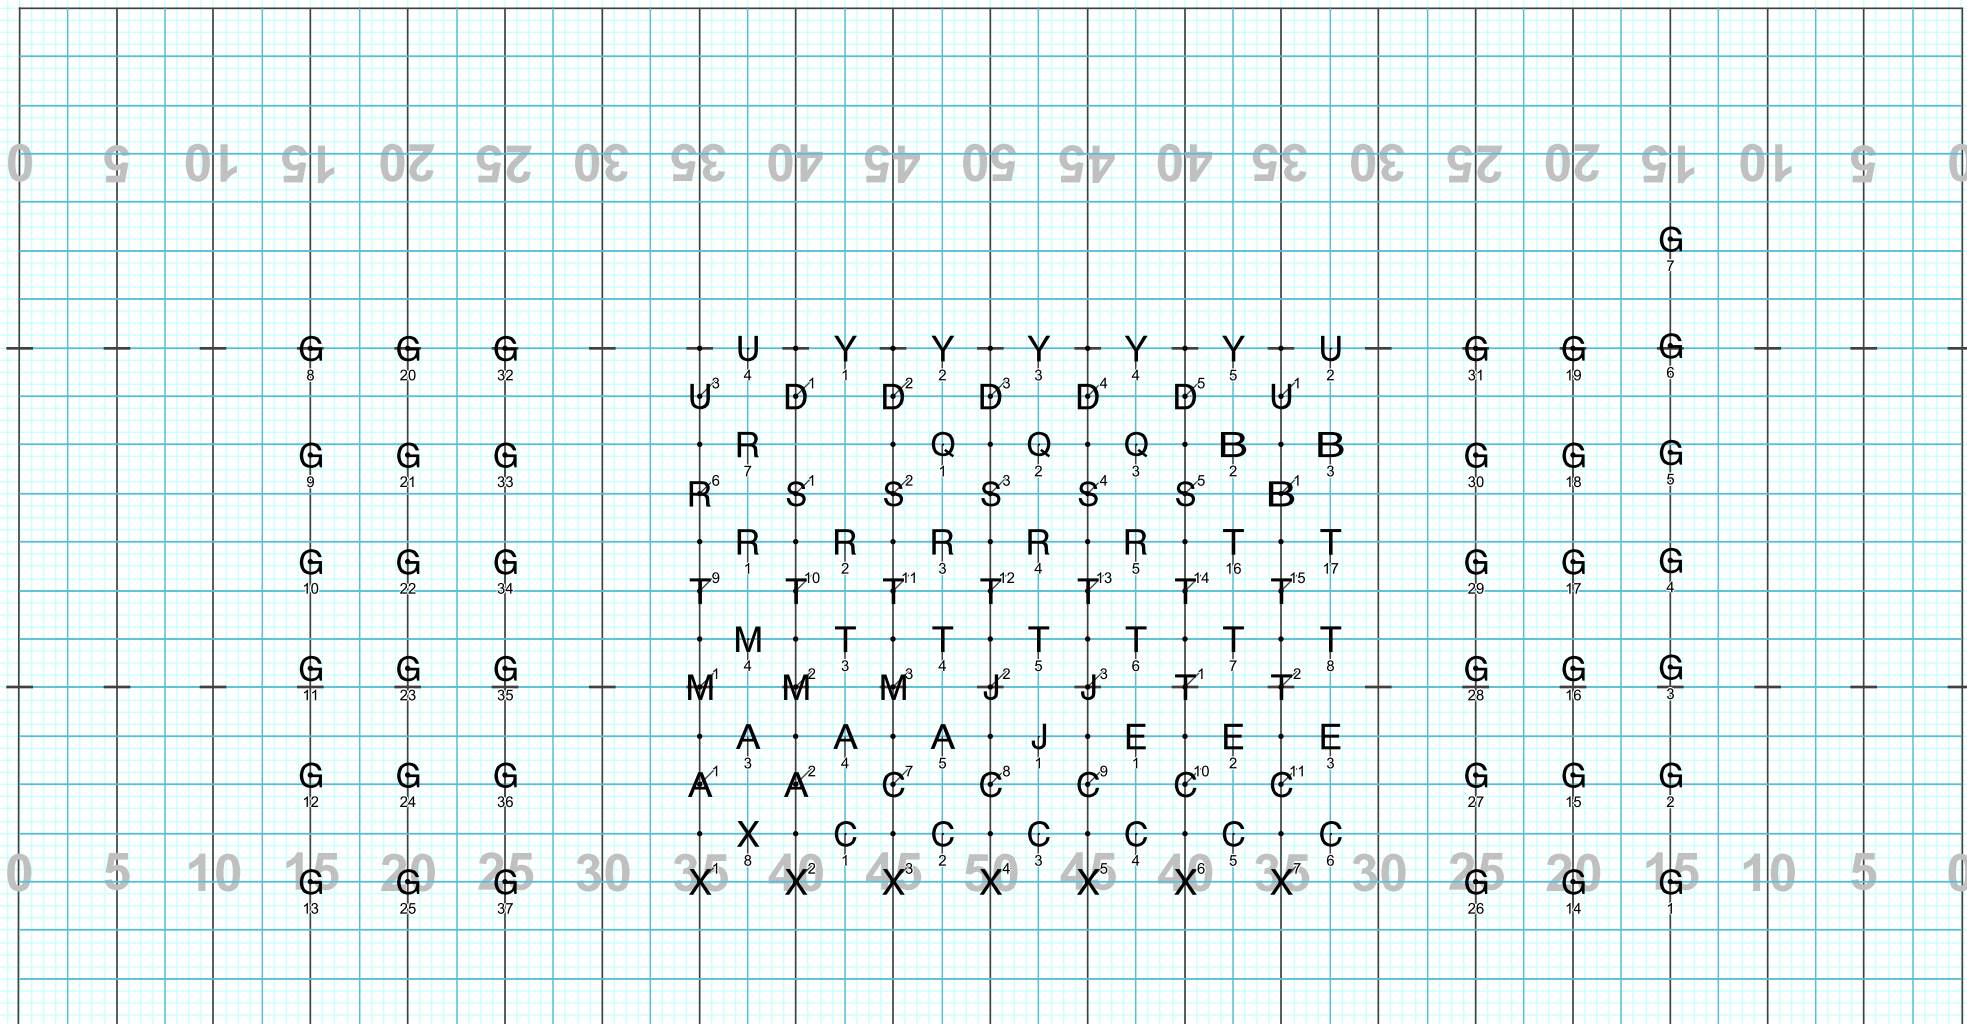 0 5 10 15 20 25 30 35 40 45 50 45 40 35 30 25 20 15 10 5 0
G
7
G G G U Y Y Y Y Y U G G G
8 20 32 4 1 2 3 4 5 2 31 19 6
U3 D1 D2 D3 D4 D5 U1
G G G R Q Q Q B B G G G
9 21 33 7 1 2 3 2 3 30 18 5
R6 S1 S2 S3 S4 S5 B1
G G G R R R R R T T G G G
10 22 34 1 2 3 4 5 16 17 29 17 4
T9 T10 T11 T12 T13 T14 T15
M T T T T T T
4 3 4 5 6 7 8
G G G M1 M2 M3 J2 J3 T1 T2 G G G
11 23 35 28 16 3
A A A J E E E
3 4 5 1 1 2 3
G G G A1 A2 C7 C8 C9 C10 C11 G G G
12 24 36 27 15 2
X C C C C C C
8 1 2 3 4 5 6
0 5 10 15 20 25 30 35 40 45 50 45 40 35 30 25 20 15 10 5 0
G G G X1 X2 X3 X4 X5 X6 X7 G G G
13 25 37 26 14 1